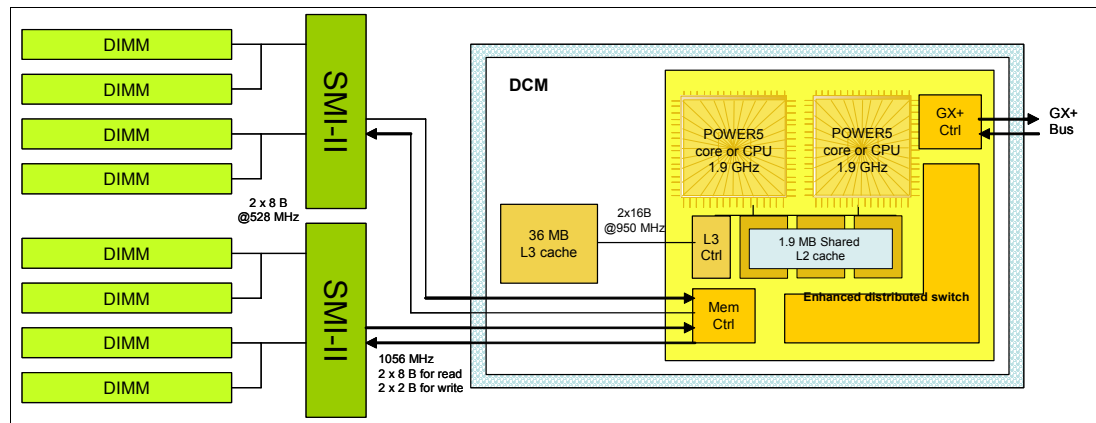 DIMM
DIMM
DIMM
DIMM
SMI-II
2 x 8 B
@528 MHz
DIMM
DIMM
DIMM
DIMM
SMI-II
1056 MHz
2 x 8 B for read
2 x 2 B for write
DCM
POWER5
core or CPU
1.9 GHz
POWER5
core or CPU
1.9 GHz
GX+
Ctrl
GX+
Bus
36 MB
L3 cache
2x16B
@950 MHz
L3
Ctrl
1.9 MB Shared
L2 cache
Enhanced distributed switch
Mem
Ctrl